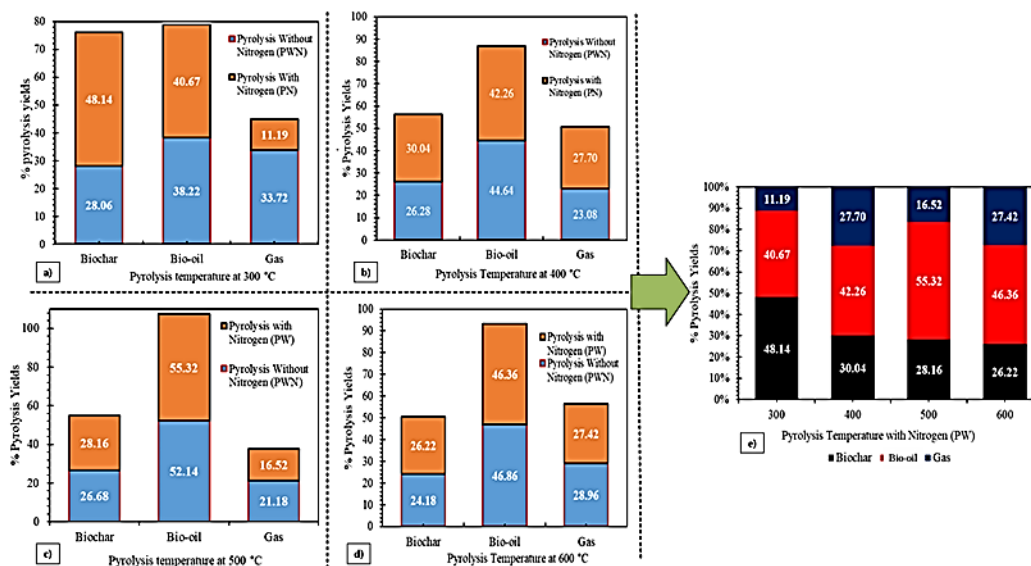 80
70
60
50
40
30
20
10
0
% pyrolysis yields
Pyrolysis Without
Nitrogen (PWN)
Pyrolysis With
Nitrogen (PN)
48.14
40.67
11.19
28.06
38.22
33.72
Biochar Bio-oil Gas
a)
Pyrolysis temperature at 300 °C
100
90
80
70
60
50
40
30
20
10
0
% Pyrolysis Yields
Pyrolysis Without
Nitrogen (PWN)
Pyrolysis with
Nitrogen (PN)
30.04
42.26
27.70
26.28
44.64
23.08
Biochar Bio-oil Gas
b)
Pyrolysis Temperature at 400 °C
100
80
60
40
20
0
% Pyrolysis Yields
Pyrolysis with
Nitrogen (PW)
Pyrolysis Without
Nitrogen (PWN)
28.16
55.32
16.52
26.68
52.14
21.18
Biochar Bio-oil Gas
c)
Pyrolysis temperature at 500 °C
100
90
80
70
60
50
40
30
20
10
0
% Pyrolysis Yields
Pyrolysis with
Nitrogen (PW)
Pyrolysis Without
Nitrogen (PWN)
26.22
46.36
27.42
24.18
46.86
28.96
Biochar Bio-oil Gas
d)
Pyrolysis Temperature at 600 °C
100%
90%
80%
70%
60%
50%
40%
30%
20%
10%
0%
% Pyrolysis Yields
11.19 27.70 16.52 27.42
40.67 42.26 55.32 46.36
48.14 30.04 28.16 26.22
300 400 500 600
Pyrolysis Temperature with Nitrogen (PW)
e)
Biochar Bio-oil Gas